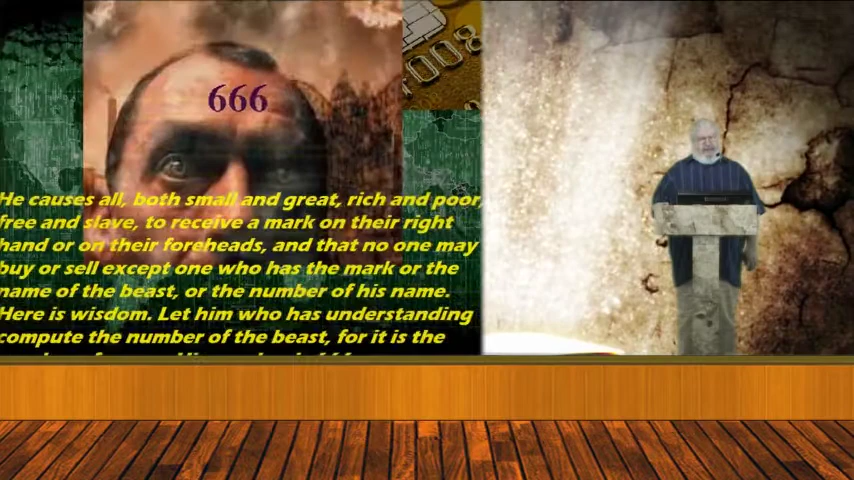 666
008
He causes all, both small and great, rich and poor,
free and slave, to receive a mark on their right
hand or on their foreheads, and that no one may
buy or sell except one who has the mark or the
name of the beast, or the number of his name.
Here is wisdom. Let him who has understanding
compute the number of the beast, for it is the